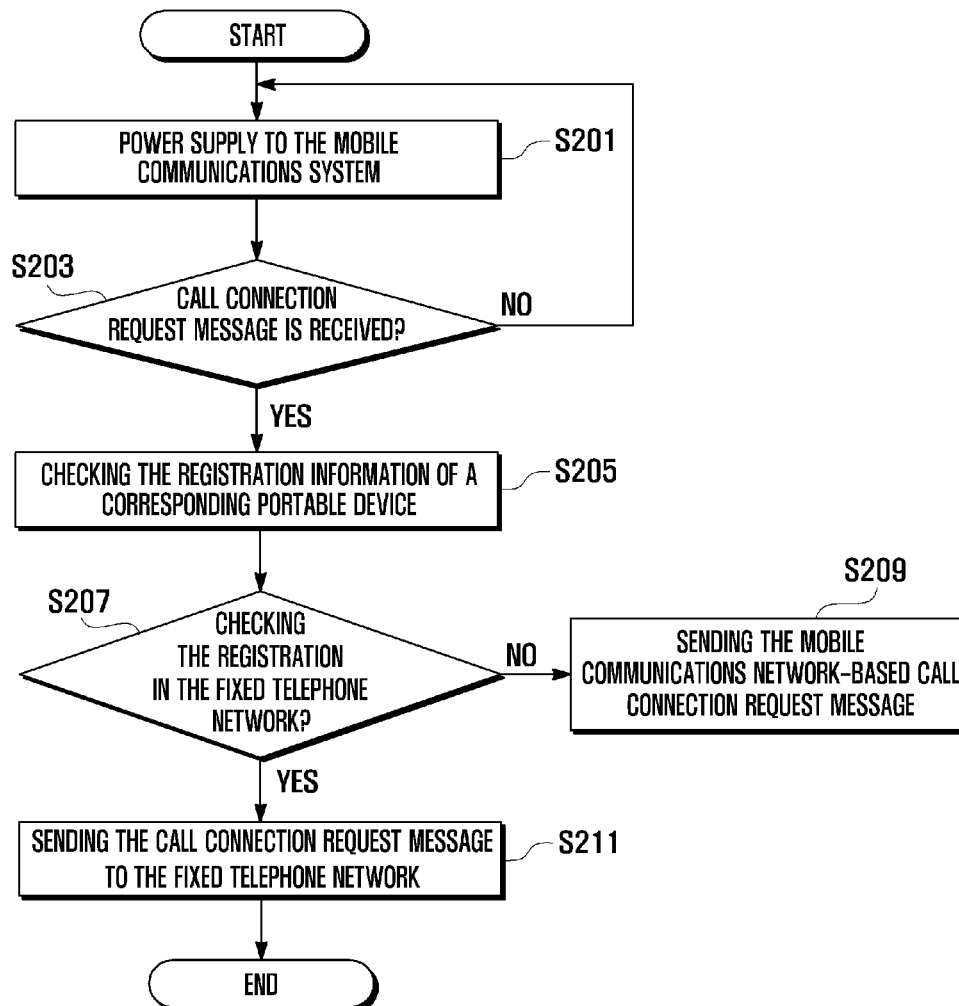 START
POWER SUPPLY TO THE MOBILE
COMMUNICATIONS SYSTEM
S201
S203
CALL CONNECTION
REQUEST MESSAGE IS RECEIVED?
NO
YES
CHECKING THE REGISTRATION INFORMATION OF A
CORRESPONDING PORTABLE DEVICE
S205
S207
CHECKING
THE REGISTRATION
IN THE FIXED TELEPHONE
NETWORK?
NO
S209
SENDING THE MOBILE
COMMUNICATIONS NETWORK-BASED CALL
CONNECTION REQUEST MESSAGE
YES
SENDING THE CALL CONNECTION REQUEST MESSAGE
TO THE FIXED TELEPHONE NETWORK
S211
END